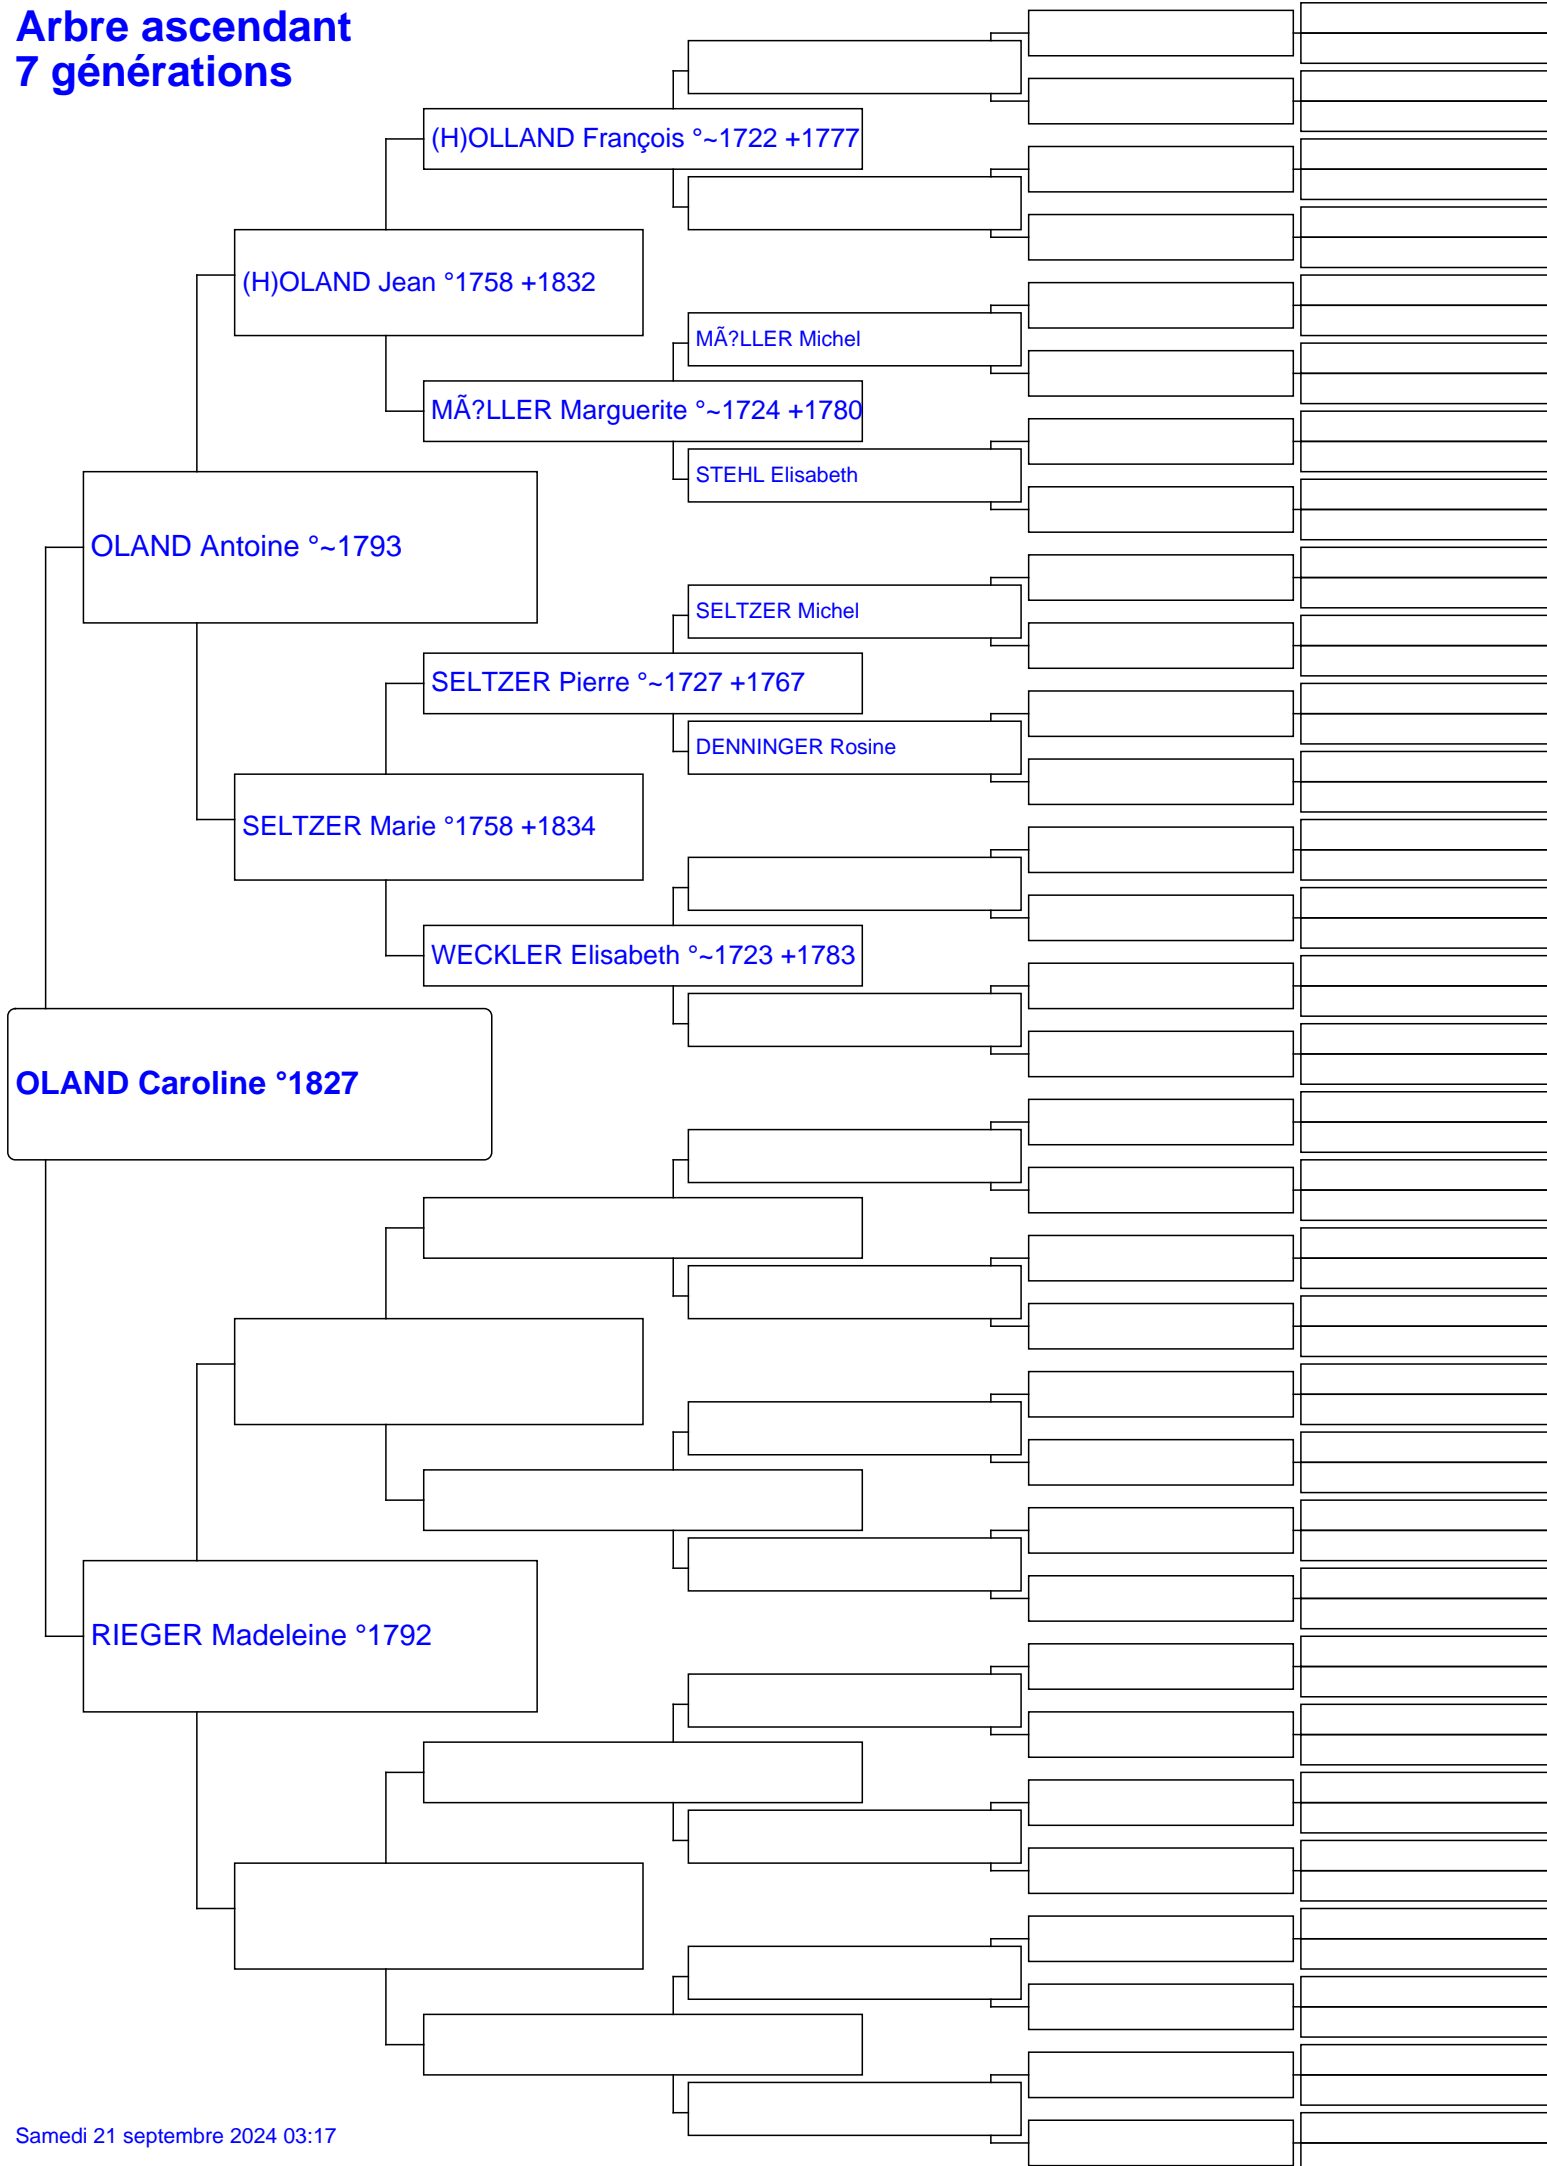 Arbre ascendant
7 générations
(H)OLLAND François °~1722 +1777
(H)OLAND Jean °1758 +1832
MÃ?LLER Michel
MÃ?LLER Marguerite °~1724 +1780
STEHL Elisabeth
OLAND Antoine °~1793
SELTZER Michel
SELTZER Pierre °~1727 +1767
DENNINGER Rosine
SELTZER Marie °1758 +1834
WECKLER Elisabeth °~1723 +1783
OLAND Caroline °1827
RIEGER Madeleine °1792
Samedi 21 septembre 2024 03:17